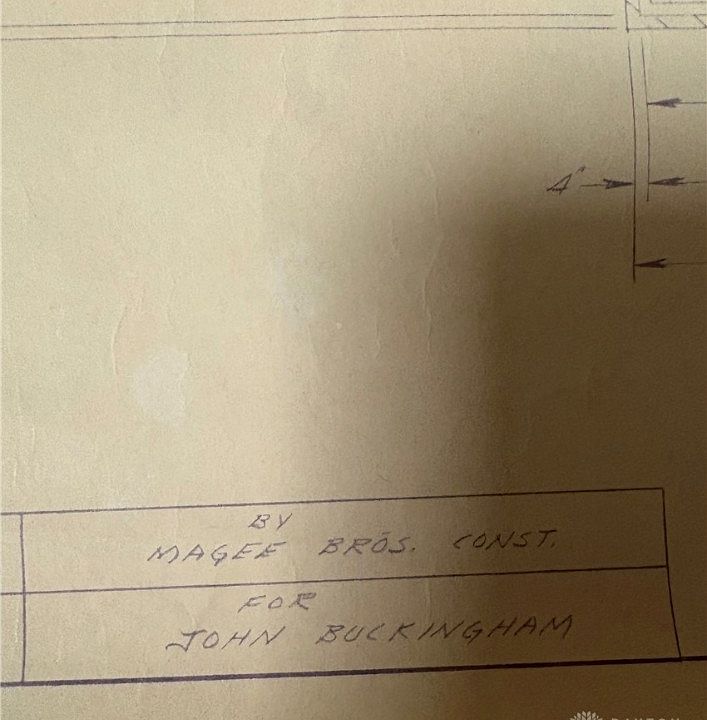 4"
BY
MAGEE BROS. CONST.
FOR
JOHN BUCKINGHAM